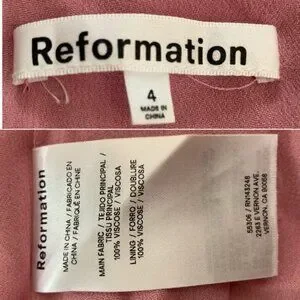 Reformation
4
MADE IN
CHINA
Reformation
MADE IN CHINA / FABRICADO EN
CHINA / FABRIQUÉ EN CHINE
MAIN FABRIC / TEJIDO PRINCIPAL /
TISSU PRINCIPAL
100% VISCOSE / VISCOSA
LINING / FORRO / DOUBLURE
100% VISCOSE / VISCOSA
55306 / RN143248
2263 E VERNON AVE.
VERNON, CA 90058